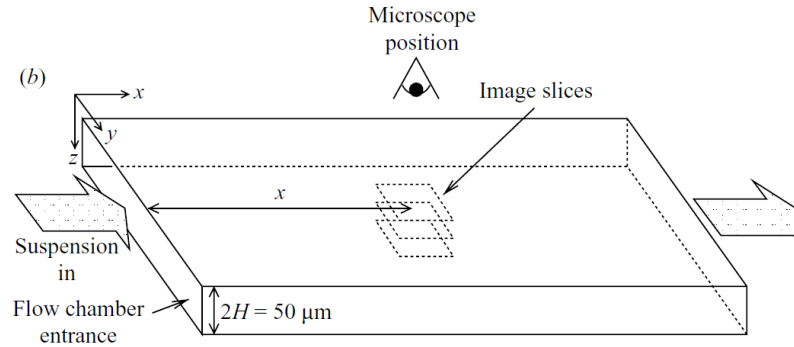 Microscope
position
(b)
x
Image slices
y
z
x
Suspension
in
Flow chamber
entrance
2H = 50 μm